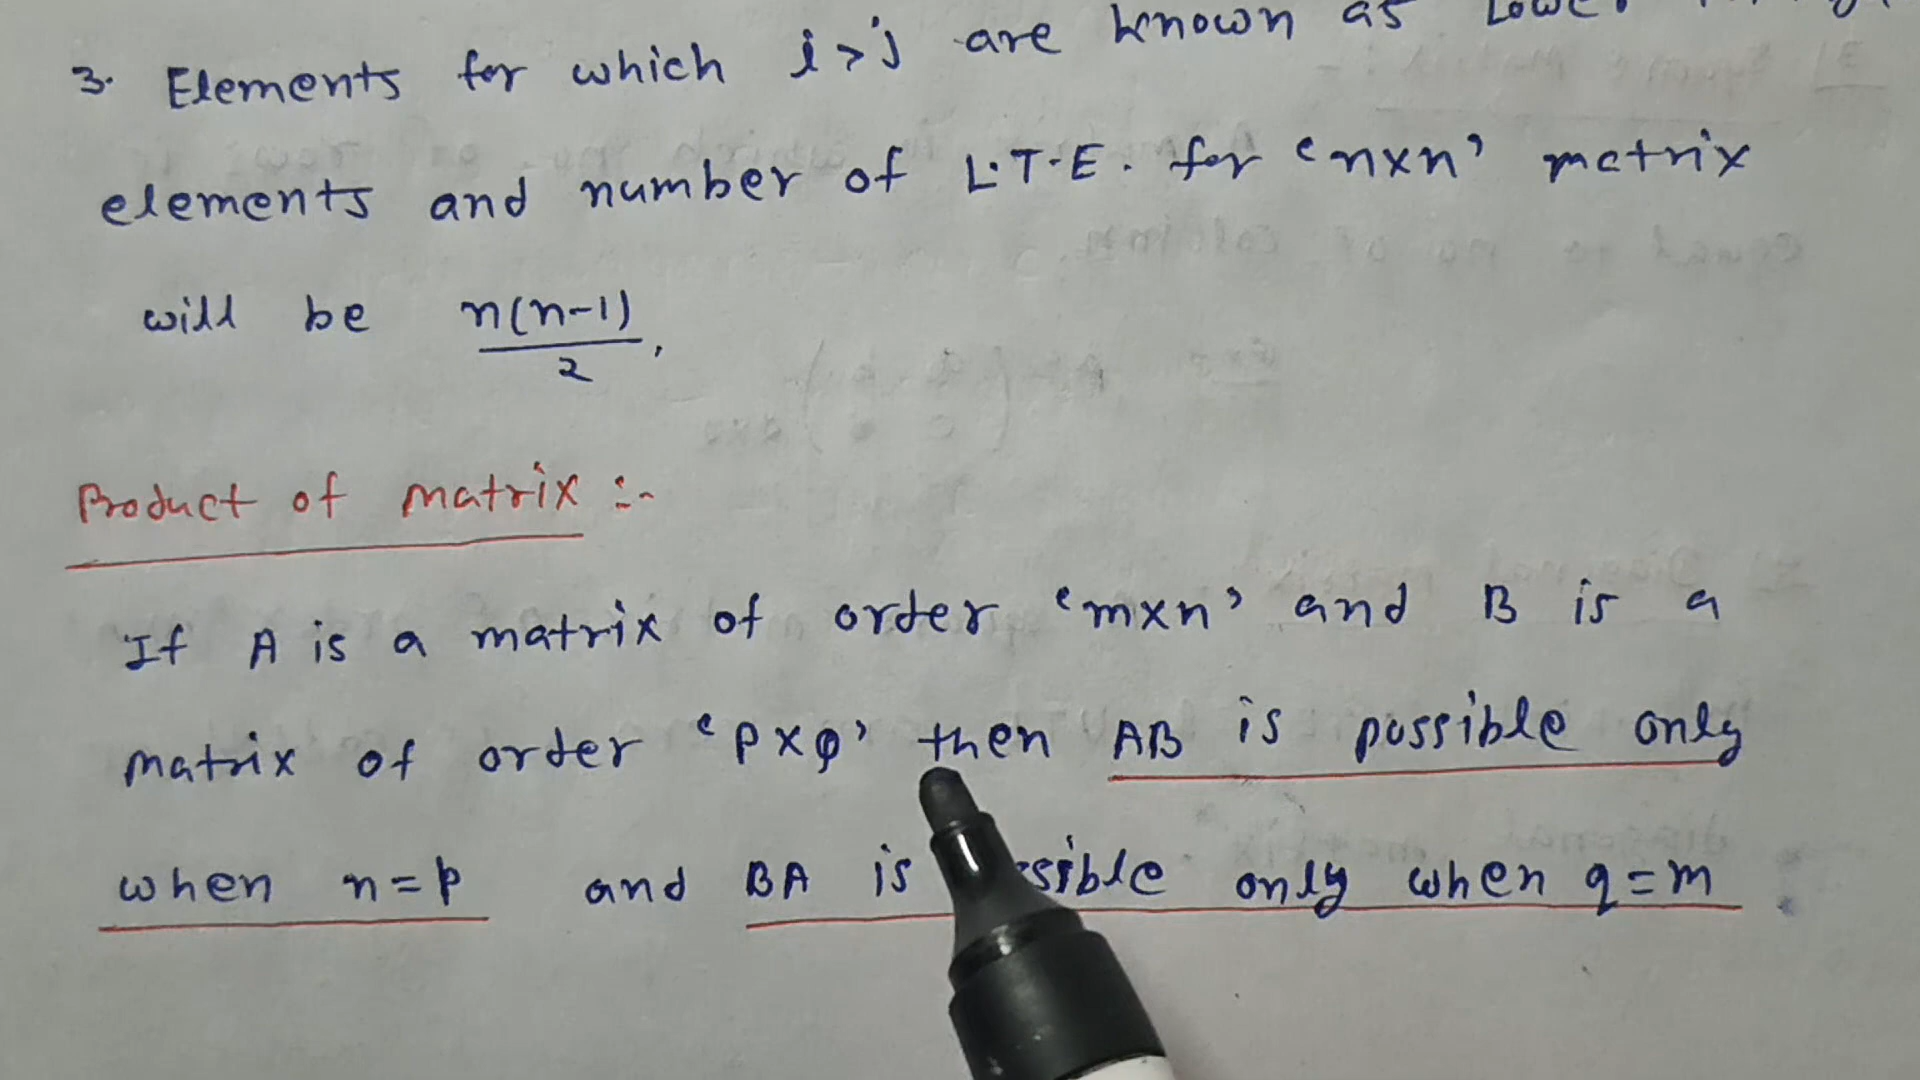 3. Elements for which i>j are known as Lower
elements and number of L.T.E. for 'nxn' matrix
will be n(n-1)/2,
Product of matrix :-
If A is a matrix of order 'mxn' and B is a
matrix of order 'pxq' then AB is possible only
when n=p and BA is only when q=m